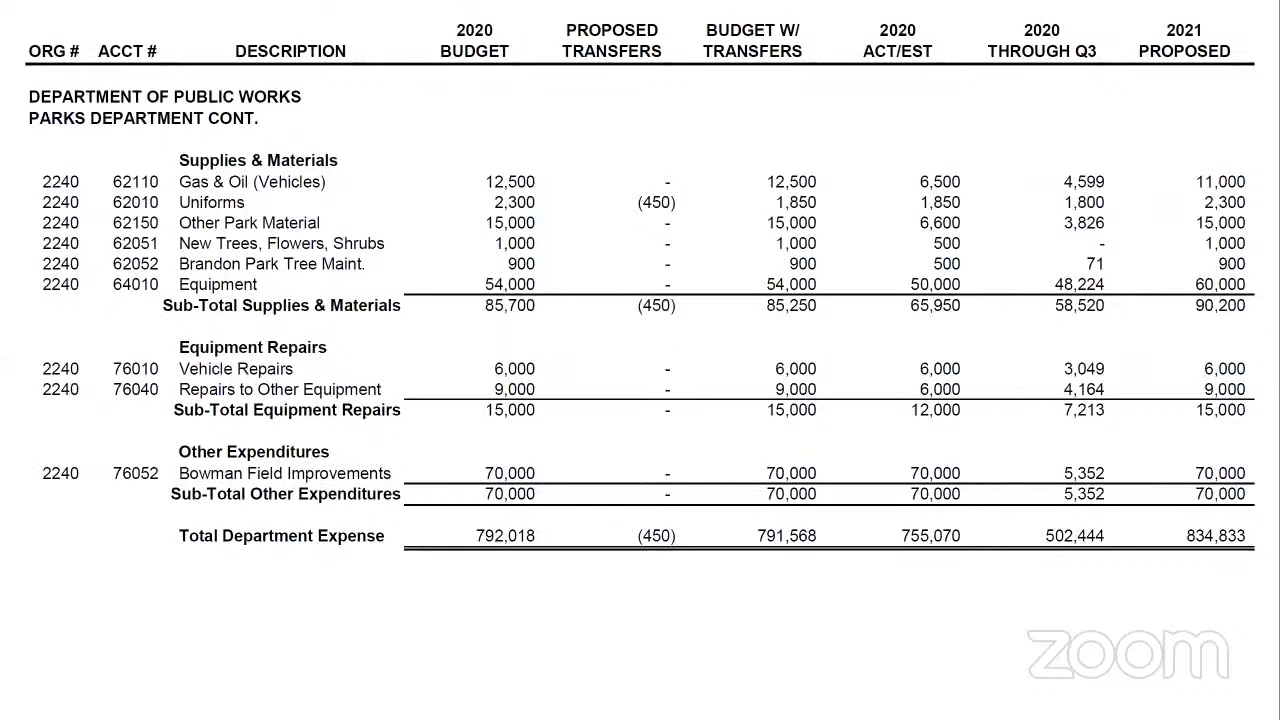 2020 PROPOSED BUDGET W/ 2020 2020 2021
ORG # ACCT # DESCRIPTION BUDGET TRANSFERS TRANSFERS ACT/EST THROUGH Q3 PROPOSED
DEPARTMENT OF PUBLIC WORKS
PARKS DEPARTMENT CONT.
Supplies & Materials
2240 62110 Gas & Oil (Vehicles) 12,500 - 12,500 6,500 4,599 11,000
2240 62010 Uniforms 2,300 (450) 1,850 1,850 1,800 2,300
2240 62150 Other Park Material 15,000 - 15,000 6,600 3,826 15,000
2240 62051 New Trees, Flowers, Shrubs 1,000 - 1,000 500 - 1,000
2240 62052 Brandon Park Tree Maint. 900 - 900 500 71 900
2240 64010 Equipment 54,000 - 54,000 50,000 48,224 60,000
Sub-Total Supplies & Materials 85,700 (450) 85,250 65,950 58,520 90,200
Equipment Repairs
2240 76010 Vehicle Repairs 6,000 - 6,000 6,000 3,049 6,000
2240 76040 Repairs to Other Equipment 9,000 - 9,000 6,000 4,164 9,000
Sub-Total Equipment Repairs 15,000 - 15,000 12,000 7,213 15,000
Other Expenditures
2240 76052 Bowman Field Improvements 70,000 - 70,000 70,000 5,352 70,000
Sub-Total Other Expenditures 70,000 - 70,000 70,000 5,352 70,000
Total Department Expense 792,018 (450) 791,568 755,070 502,444 834,833
zoom